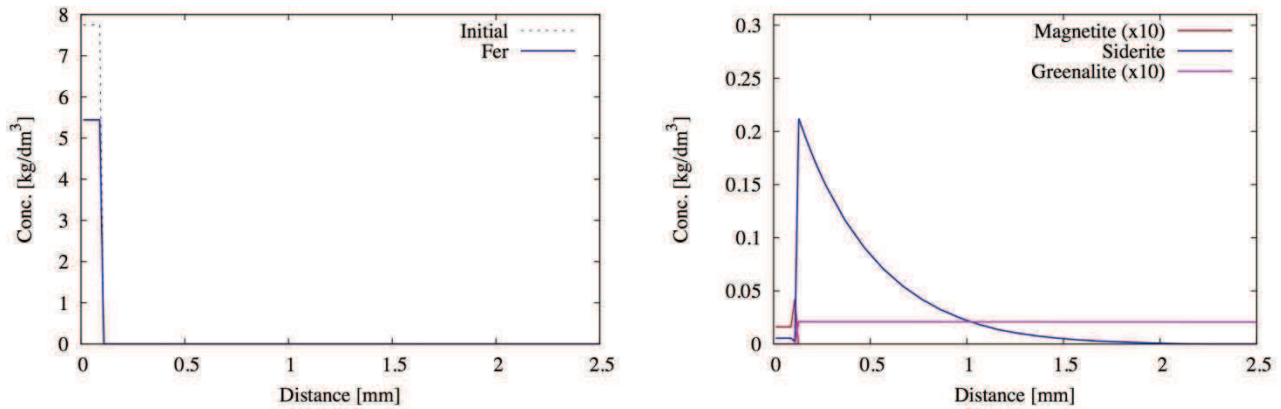 8
7
6
5
4
3
2
1
0
Conc. [kg/dm³]
Initial
Fer
0 0.5 1 1.5 2 2.5
Distance [mm]
0.3
0.25
0.2
0.15
0.1
0.05
0
Conc. [kg/dm³]
Magnetite (x10)
Siderite
Greenalite (x10)
0 0.5 1 1.5 2 2.5
Distance [mm]